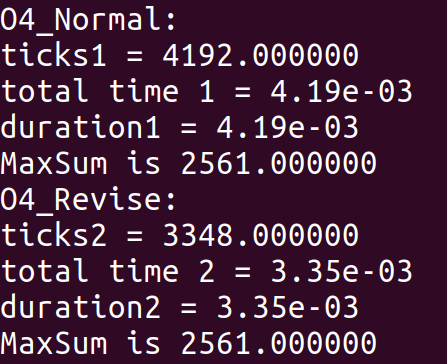 O4_Normal:
ticks1 = 4192.000000
total time 1 = 4.19e-03
duration1 = 4.19e-03
MaxSum is 2561.000000
O4_Revise:
ticks2 = 3348.000000
total time 2 = 3.35e-03
duration2 = 3.35e-03
MaxSum is 2561.000000